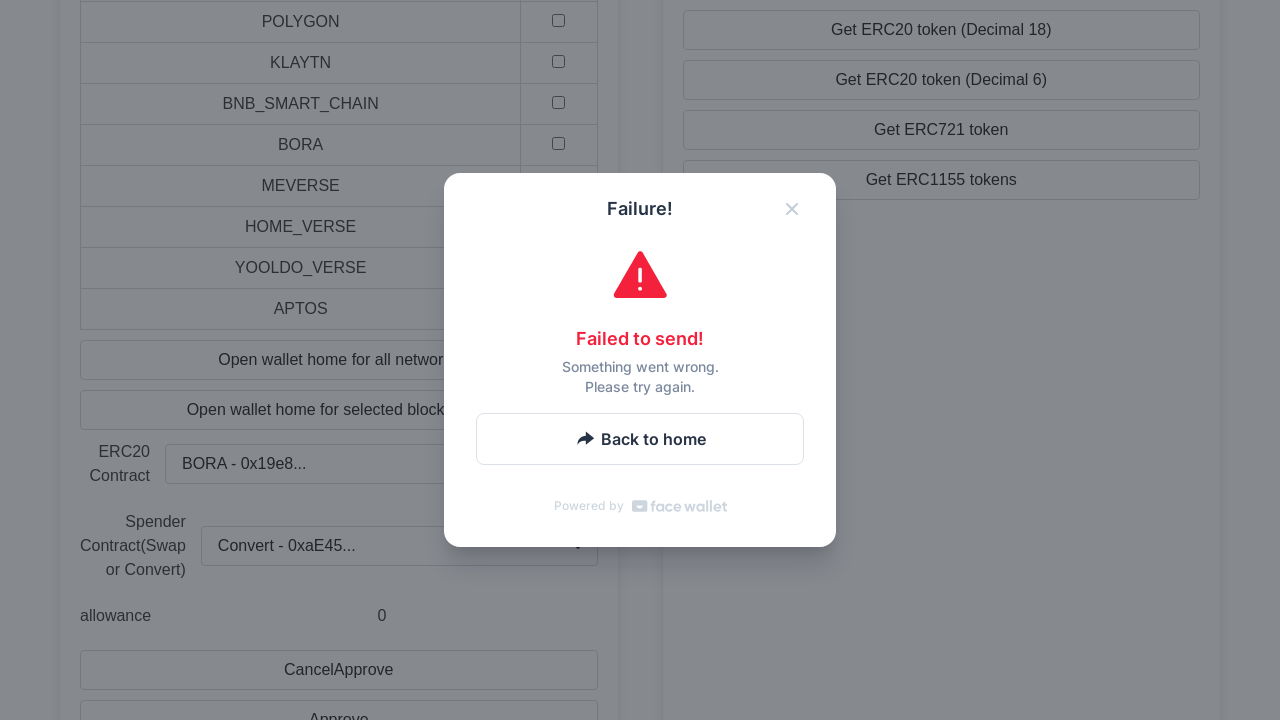 POLYGON
KLAYTN
BNB_SMART_CHAIN
BORA
MEVERSE
HOME_VERSE
YOOLDO_VERSE
APTOS
Open wallet home for all networ
Open wallet home for selected block
ERC20
Contract
BORA - 0x19e8...
Spender
Contract(Swap
or Convert)
Convert - 0xaE45...
allowance
0
CancelApprove
Approve
Get ERC20 token (Decimal 18)
Get ERC20 token (Decimal 6)
Get ERC721 token
Get ERC1155 tokens
Failure!
Failed to send!
Something went wrong.
Please try again.
Back to home
Powered by face wallet